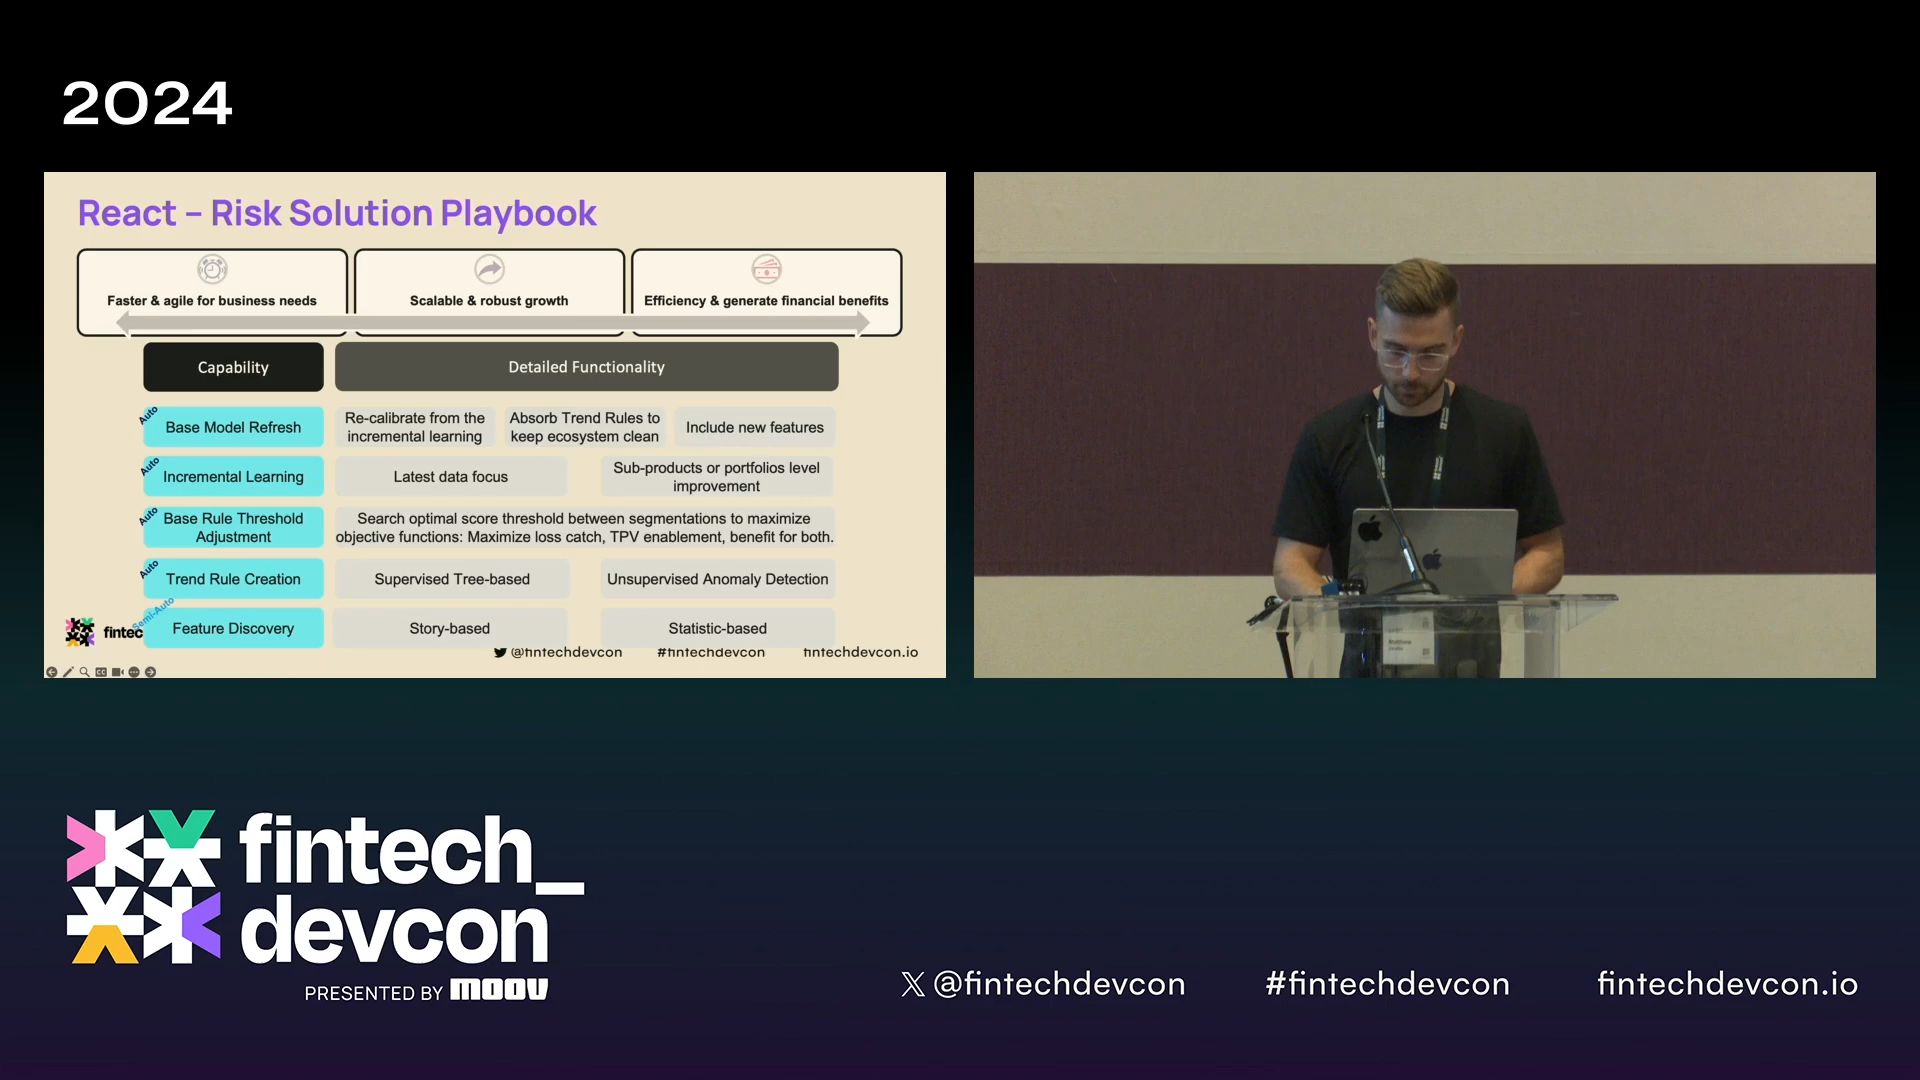 2024
React – Risk Solution Playbook
Faster & agile for business needs
Scalable & robust growth
Efficiency & generate financial benefits
Capability
Detailed Functionality
Auto
Base Model Refresh
Re-calibrate from the
incremental learning
Absorb Trend Rules to
keep ecosystem clean
Include new features
Auto
Incremental Learning
Latest data focus
Sub-products or portfolios level
improvement
Auto
Base Rule Threshold
Adjustment
Search optimal score threshold between segmentations to maximize
objective functions: Maximize loss catch, TPV enablement, benefit for both.
Auto
Trend Rule Creation
Supervised Tree-based
Unsupervised Anomaly Detection
Semi-Auto
Feature Discovery
Story-based
Statistic-based
fintec
@fintechdevcon
#fintechdevcon
fintechdevcon.io
fintech_
devcon
PRESENTED BY moov
@fintechdevcon
#fintechdevcon
fintechdevcon.io